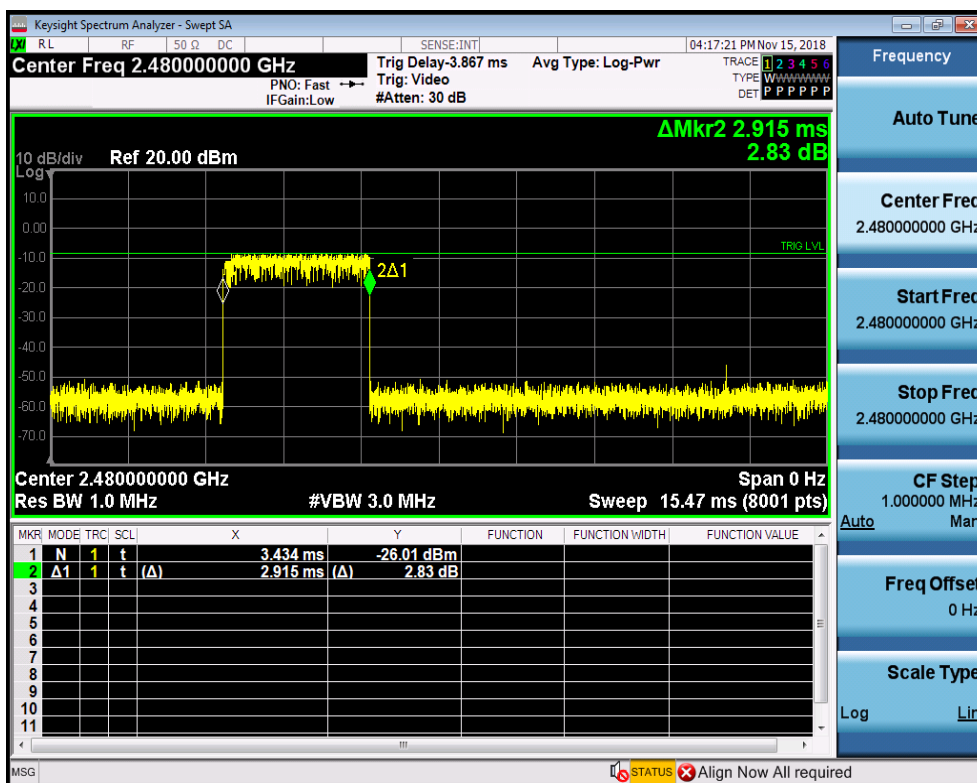 Keysight Spectrum Analyzer - Swept SA
LXI RL RF 50 Ω DC SENSE:INT 04:17:21 PM Nov 15, 2018
Center Freq 2.480000000 GHz
PNO: Fast
IFGain:Low
Trig Delay-3.867 ms
Trig: Video
#Atten: 30 dB
Avg Type: Log-Pwr
TRACE 1 2 3 4 5 6
TYPE WWWWWW
DET P P P P P P
ΔMkr2 2.915 ms
2.83 dB
10 dB/div Ref 20.00 dBm
Log
10.0
0.00
TRIG LVL
-10.0
2Δ1
-20.0
-30.0
-40.0
-50.0
-60.0
-70.0
Center 2.480000000 GHz Span 0 Hz
Res BW 1.0 MHz #VBW 3.0 MHz Sweep 15.47 ms (8001 pts)
MKR MODE TRC SCL X Y FUNCTION FUNCTION WIDTH FUNCTION VALUE
1 N 1 t 3.434 ms -26.01 dBm
2 Δ1 1 t (Δ) 2.915 ms (Δ) 2.83 dB
3
4
5
6
7
8
9
10
11
MSG STATUS Align Now All required
Frequency
Auto Tune
Center Freq
2.480000000 GHz
Start Freq
2.480000000 GHz
Stop Freq
2.480000000 GHz
CF Step
1.000000 MHz
Auto Man
Freq Offset
0 Hz
Scale Type
Log Lin